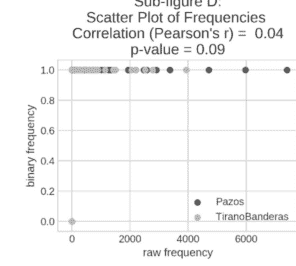 Sub-figure D:
Scatter Plot of Frequencies
Correlation (Pearson's r) = 0.04
p-value = 0.09
1.0
0.8
0.6
0.4
0.2
0.0
binary frequency
Pazos
TiranoBanderas
0 2000 4000 6000
raw frequency